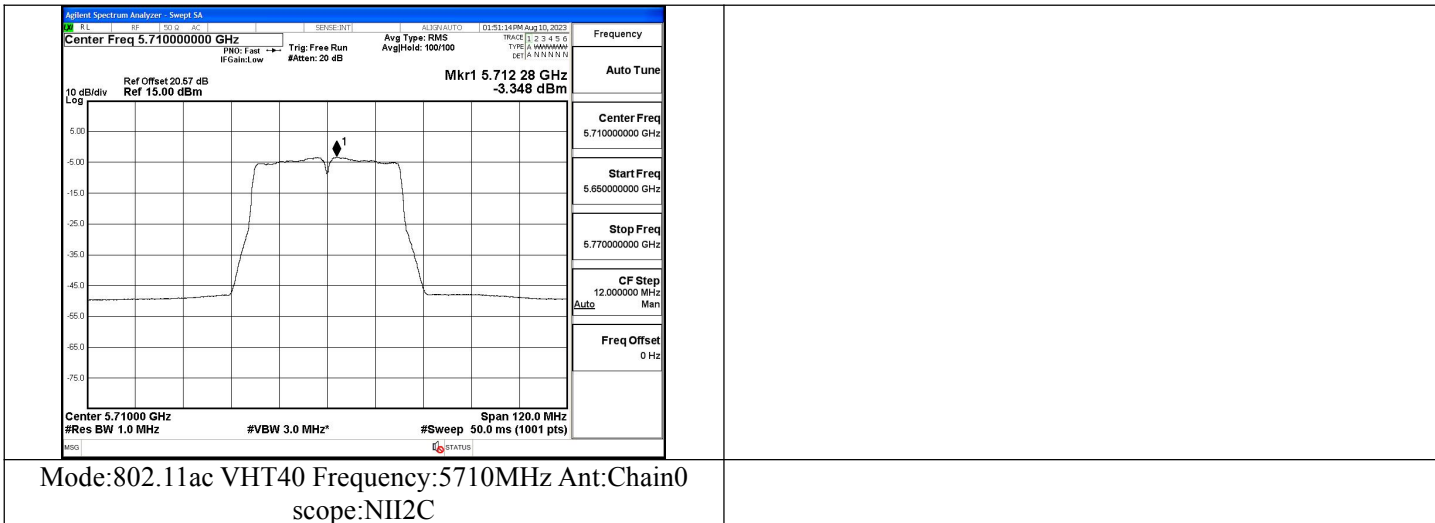 Agilent Spectrum Analyzer - Swept SA
RL RF 50 Ω AC SENSE:INT ALIGN AUTO 01:51:14 PM Aug 10, 2023
Center Freq 5.710000000 GHz
PNO: Fast
IFGain:Low
Trig: Free Run
#Atten: 20 dB
Avg Type: RMS
Avg|Hold: 100/100
TRACE 1 2 3 4 5 6
TYPE A WWWWW
DET A N N N N N
Ref Offset 20.57 dB
10 dB/div Ref 15.00 dBm
Log
Mkr1 5.712 28 GHz
-3.348 dBm
1
5.00
-5.00
-15.0
-25.0
-35.0
-45.0
-55.0
-65.0
-75.0
Center 5.71000 GHz Span 120.0 MHz
#Res BW 1.0 MHz #VBW 3.0 MHz* #Sweep 50.0 ms (1001 pts)
MSG STATUS
Frequency
Auto Tune
Center Freq
5.710000000 GHz
Start Freq
5.650000000 GHz
Stop Freq
5.770000000 GHz
CF Step
12.000000 MHz
Auto Man
Freq Offset
0 Hz
Mode:802.11ac VHT40 Frequency:5710MHz Ant:Chain0
scope:NII2C